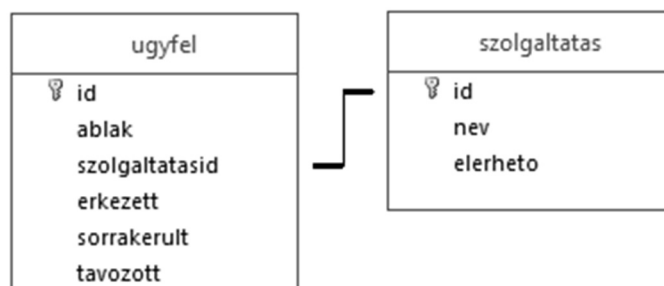 ugyfel
id
ablak
szolgaltatasid
erkezett
sorrakerult
tavozott
szolgaltatas
id
nev
elerheto